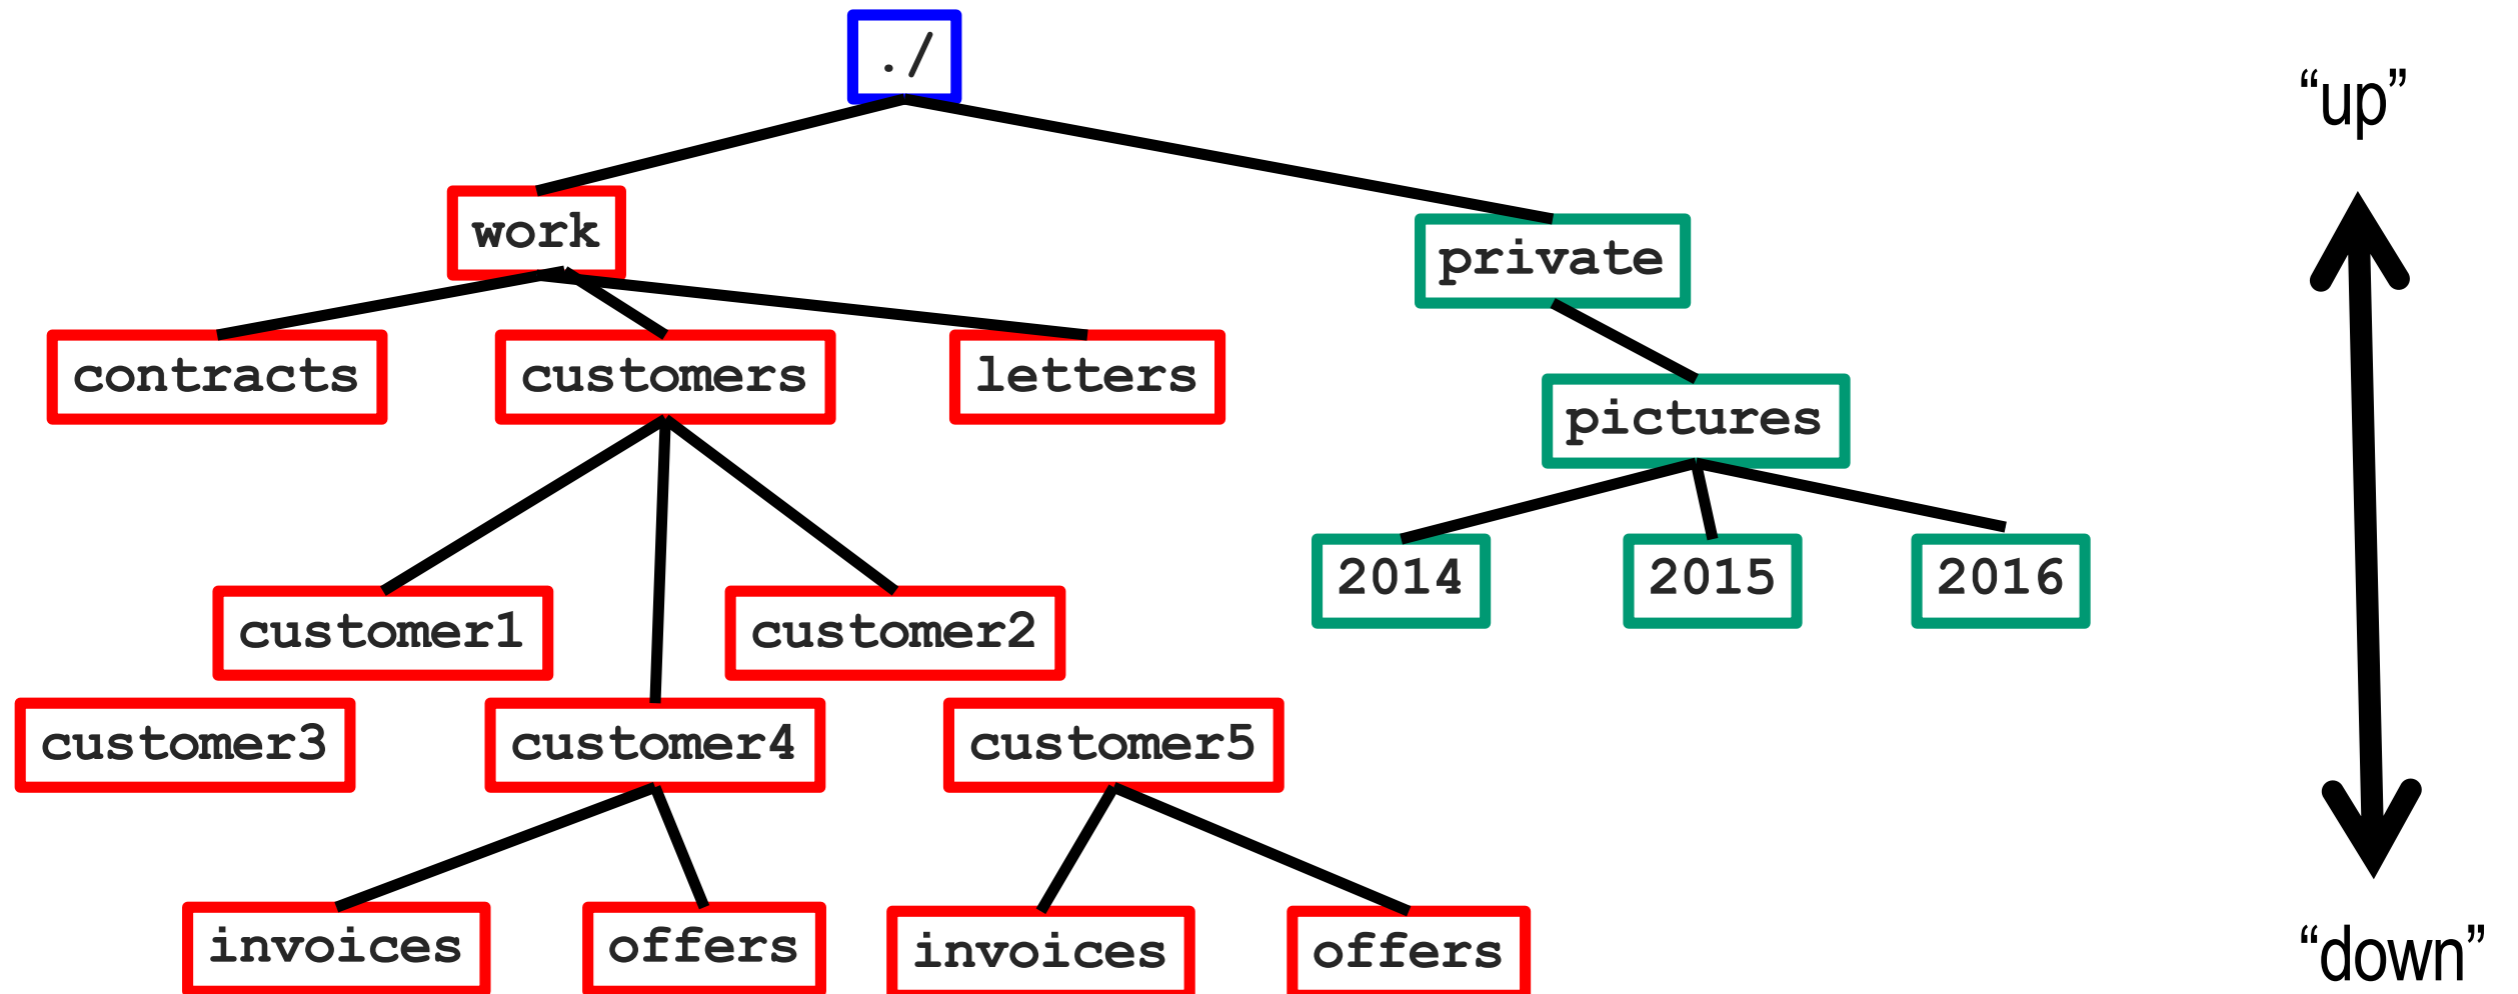 ./
“up”
work
private
contracts
customers
letters
pictures
2014
2015
2016
customer1
customer2
customer3
customer4
customer5
invoices
offers
invoices
offers
“down”